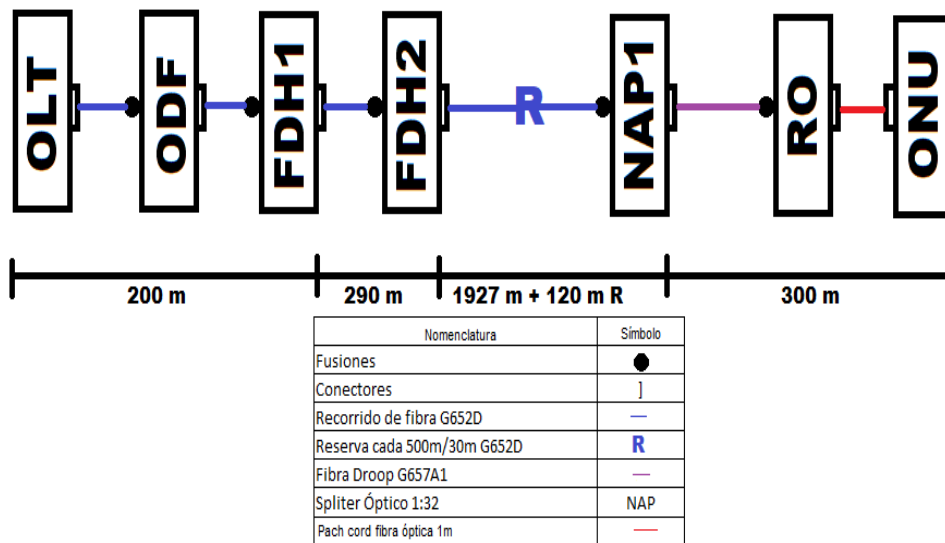 OLT
ODF
FDH1
FDH2
R
NAP1
RO
ONU
200 m
290 m
1927 m + 120 m R
300 m
Nomenclatura Símbolo
Fusiones
Conectores ]
Recorrido de fibra G652D
Reserva cada 500m/30m G652D R
Fibra Droop G657A1
Spliter Óptico 1:32 NAP
Pach cord fibra óptica 1m